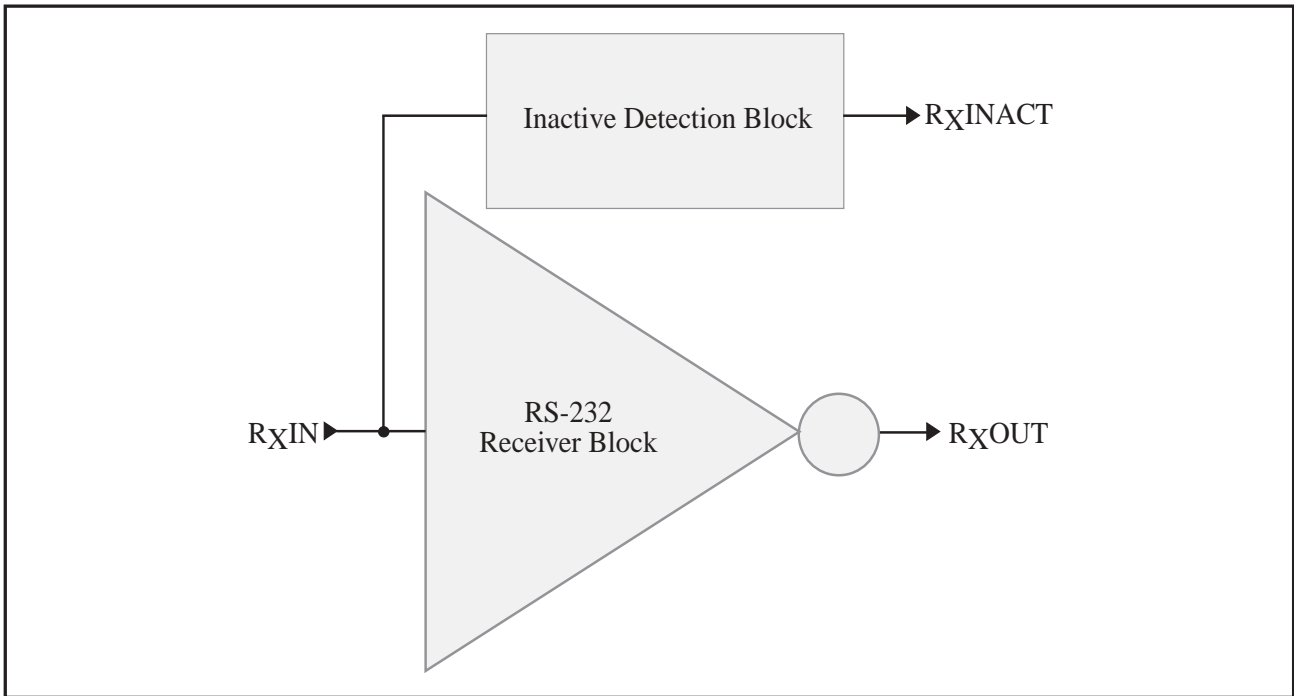 Inactive Detection Block
RXINACT
RS-232
Receiver Block
RXIN
RXOUT